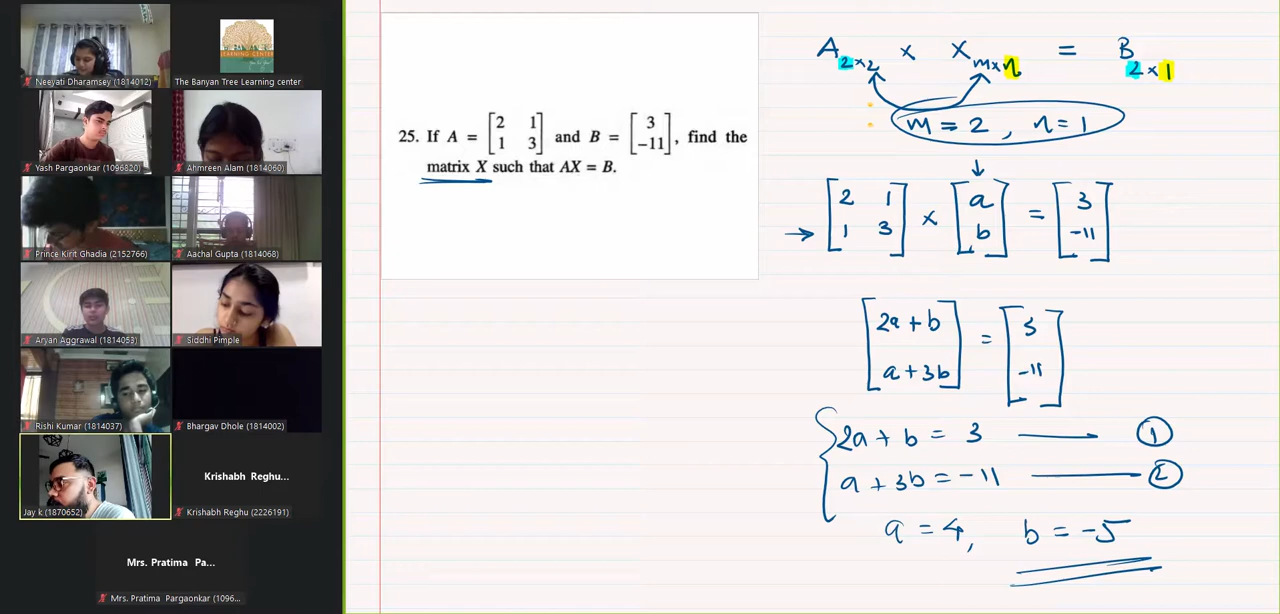 Neeyati Dharamsey (1814012)
The Banyan Tree Learning center
Yash Pargaonkar (1096820)
Ahmreen Alam (1814060)
Prince Kirit Ghadia (2152766)
Aachal Gupta (1814068)
Aryan Aggrawal (1814053)
Siddhi Pimple
Rishi Kumar (1814037)
Bhargav Dhole (1814002)
Jay k (1870652)
Krishabh Reghu...
Krishabh Reghu (2226191)
Mrs. Pratima Pa...
Mrs. Pratima Pargaonkar (1096...
25. If A = [2 1; 1 3] and B = [3; -11], find the
matrix X such that AX = B.
A 2×2 × X m×n = B 2×1
m = 2, n = 1
[2 1; 1 3] × [a; b] = [3; -11]
[2a + b; a + 3b] = [3; -11]
2a + b = 3 ① 
a + 3b = -11 ②
a = 4, b = -5